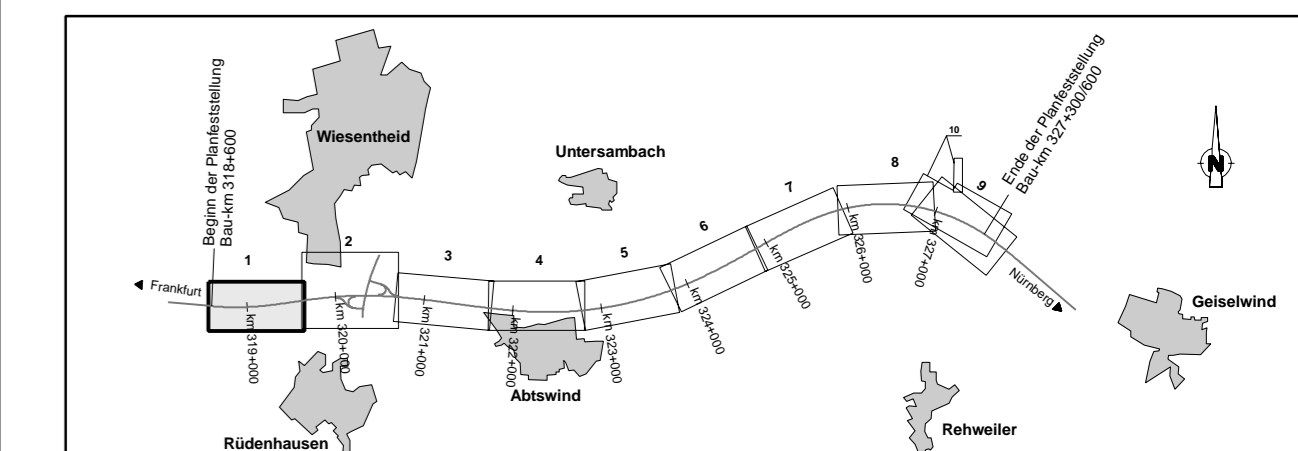 Beginn der Planfeststellung
Bau-km 318+600
Wiesentheid
Untersambach
Ende der Planfeststellung
Bau-km 327+300/600
N
Frankfurt
1
2
3
4
5
6
7
8
9
10
km 319+000
km 320+000
km 321+000
km 322+000
km 323+000
km 324+000
km 325+000
km 326+000
km 327+000
Nürnberg
Geiselwind
Abtswind
Rüdenhausen
Rehweiler